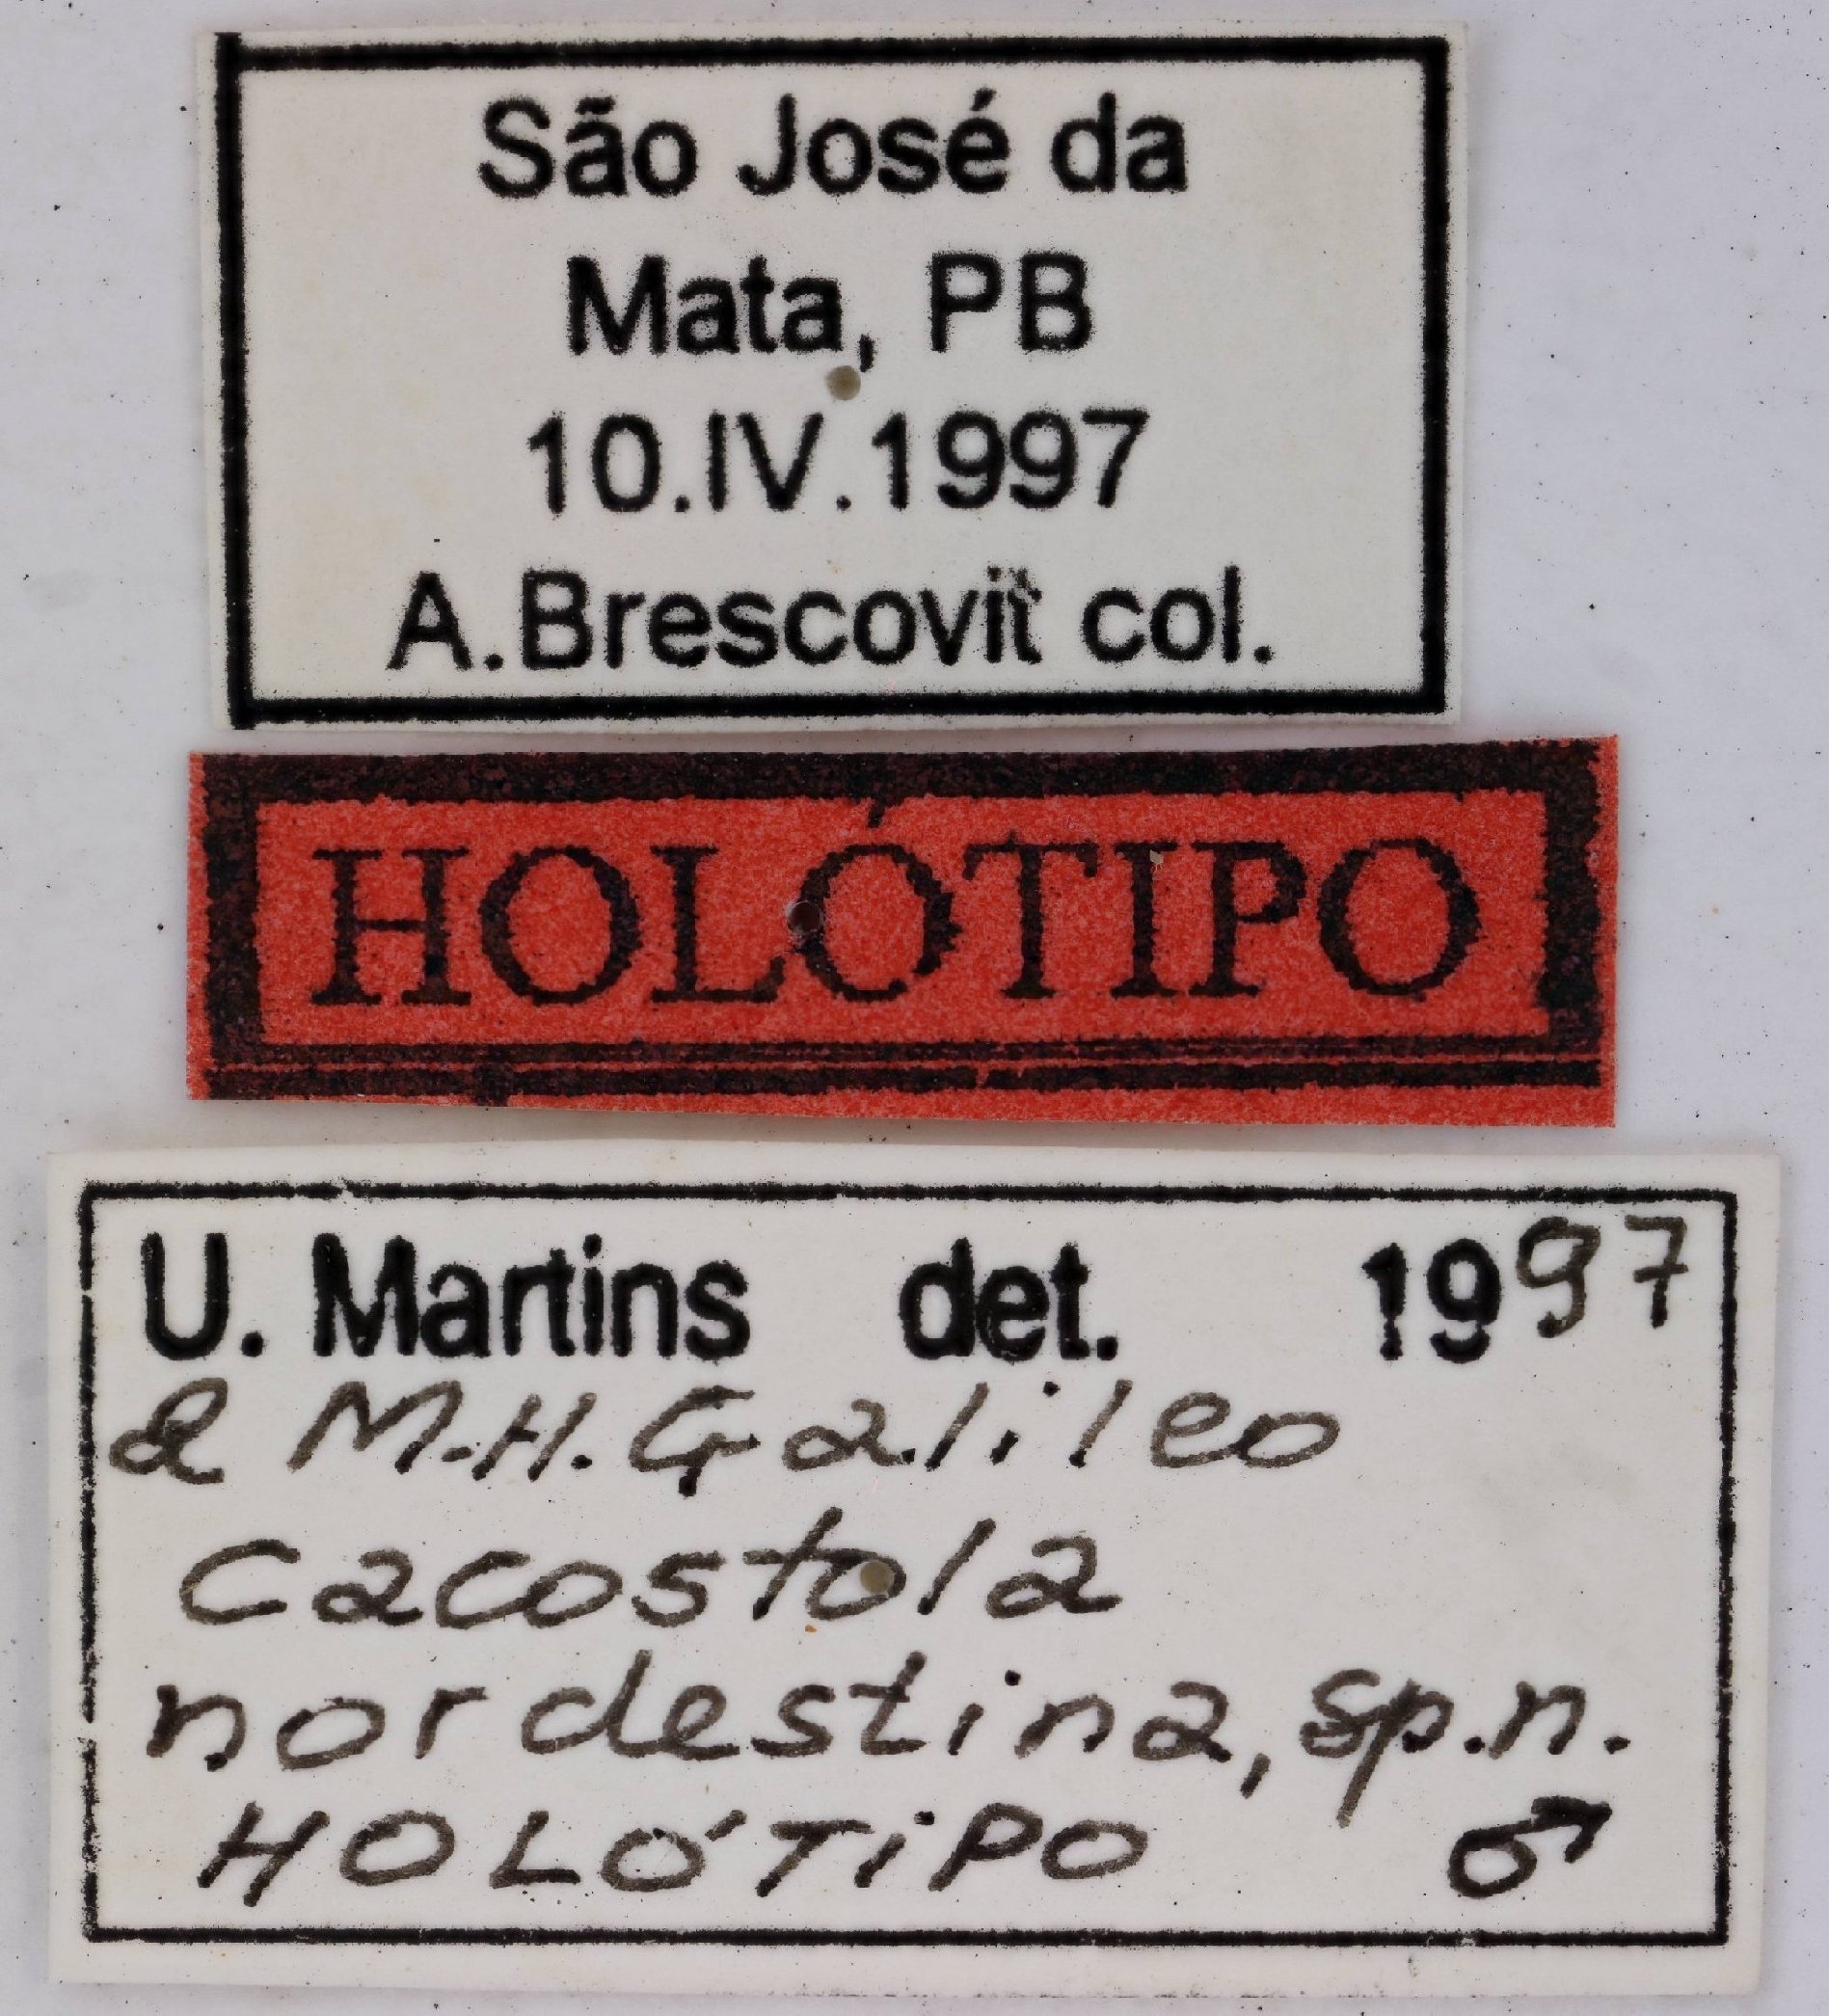 São José da
Mata, PB
10.IV.1997
A.Brescovit col.
HOLÓTIPO
U. Martins det. 1997
& M.H. Galileo
Cacostola
nordestina, sp.n.
HOLÓTIPO ♂